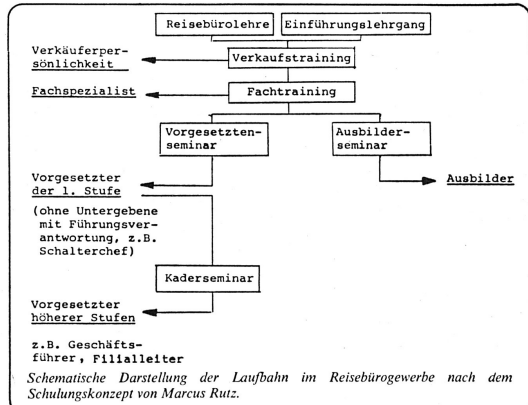 Reisebürolehre
Einführungslehrgang
Verkäuferper-
sönlichkeit
Verkaufstraining
Fachspezialist
Fachtraining
Vorgesetzten-
seminar
Ausbilder-
seminar
Vorgesetzter
der 1. Stufe
Ausbilder
(ohne Untergebene
mit Führungsver-
antwortung, z.B.
Schalterchef)
Kaderseminar
Vorgesetzter
höherer Stufen
z.B. Geschäfts-
führer, Filialleiter
Schematische Darstellung der Laufbahn im Reisebürogewerbe nach dem
Schulungskonzept von Marcus Rutz.